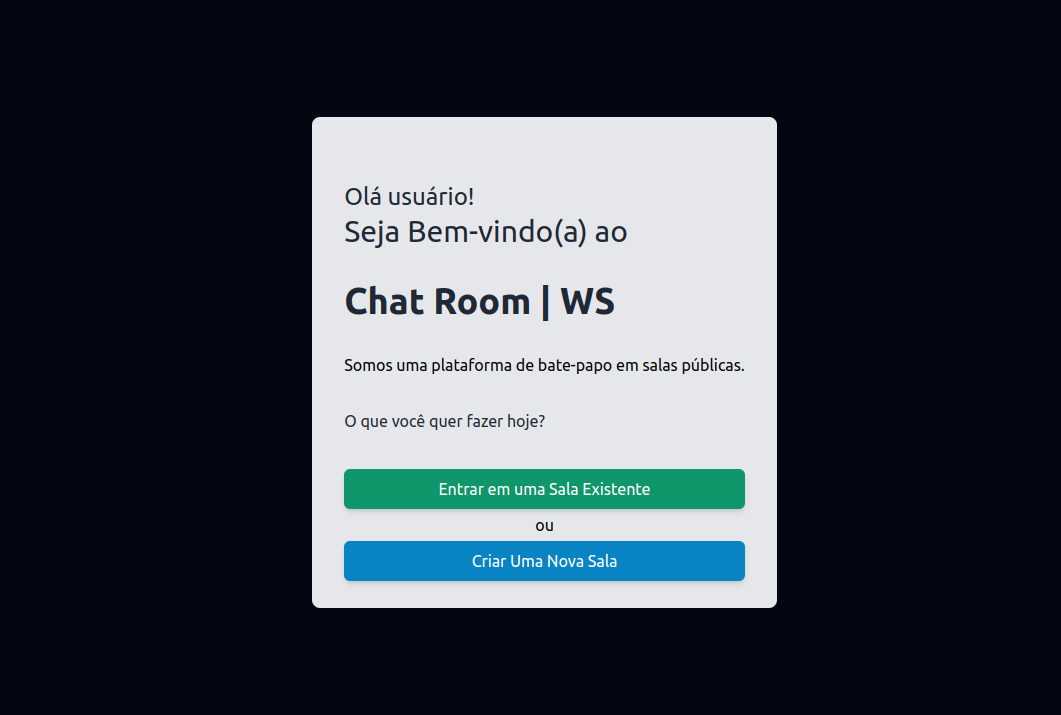 Olá usuário!
Seja Bem-vindo(a) ao
Chat Room | WS
Somos uma plataforma de bate-papo em salas públicas.
O que você quer fazer hoje?
Entrar em uma Sala Existente
ou
Criar Uma Nova Sala